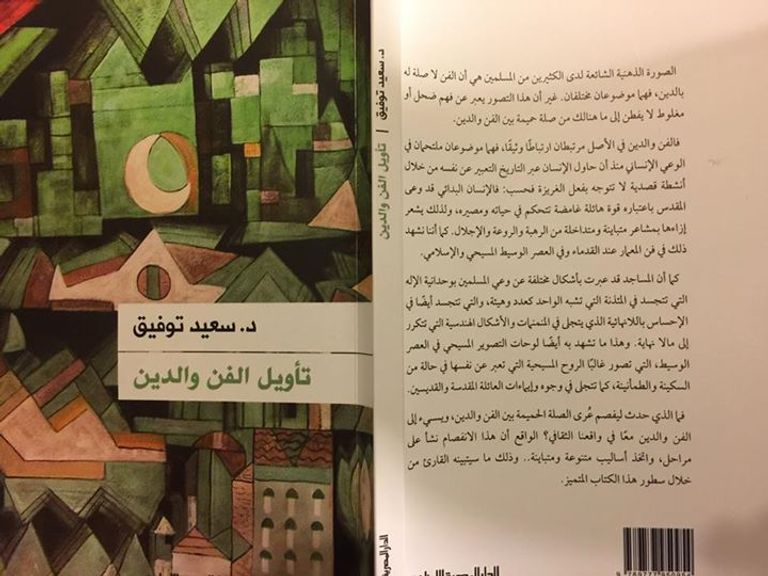 د. سعيد توفيق
تأويل الفن والدين
د. سعيد توفيق | تأويل الفن والدين
الصورة الذهنية الشائعة لدى الكثيرين من المسلمين هي أن الفن لا صلة له
بالدين، فهما موضوعان مختلفان. غير أن هذا التصور يعبر عن فهم ضحل أو
مغلوط لا يفطن إلى ما هنالك من صلة حميمة بين الفن والدين.
فالفن والدين في الأصل مرتبطان ارتباطًا وثيقًا، فهما موضوعان ملتحمان في
الوعي الإنساني منذ أن حاول الإنسان عبر التاريخ التعبير عن نفسه من خلال
أنشطة قصدية لا تتوجه بفعل الغريزة فحسب: فالإنسان البدائي قد وعى
المقدس باعتباره قوة هائلة غامضة تتحكم في حياته ومصيره، ولذلك يشعر
إزاءها بمشاعر متباينة ومتداخلة من الرهبة والروعة والإجلال. كما أننا نشهد
ذلك في فن المعمار عند القدماء وفي العصر الوسيط المسيحي والإسلامي.
كما أن المساجد قد عبرت بأشكال مختلفة عن وعي المسلمين بوحدانية الإله
التي تتجسد في المئذنة التي تشبه الواحد كعدد وهيئة، والتي تتجسد أيضًا في
الإحساس باللانهائية الذي يتجلى في المنمنمات والأشكال الهندسية التي تتكرر
إلى مالا نهاية. وهذا ما تشهد به أيضًا لوحات التصوير المسيحي في العصر
الوسيط، التي تصور غالبًا الروح المسيحية التي تعبر عن نفسها في حالة من
السكينة والطمأنينة، كما تتجلى في وجوه وإيماءات العائلة المقدسة والقديسين.
فما الذي حدث ليفصم عُرى الصلة الحميمة بين الفن والدين، ويسيء إلى
الفن والدين معًا في واقعنا الثقافي؟ الواقع أن هذا الانفصام نشأ على
مراحل، واتخذ أساليب متنوعة ومتباينة.. وذلك ما سيتبينه القارئ من
خلال سطور هذا الكتاب المتميز.